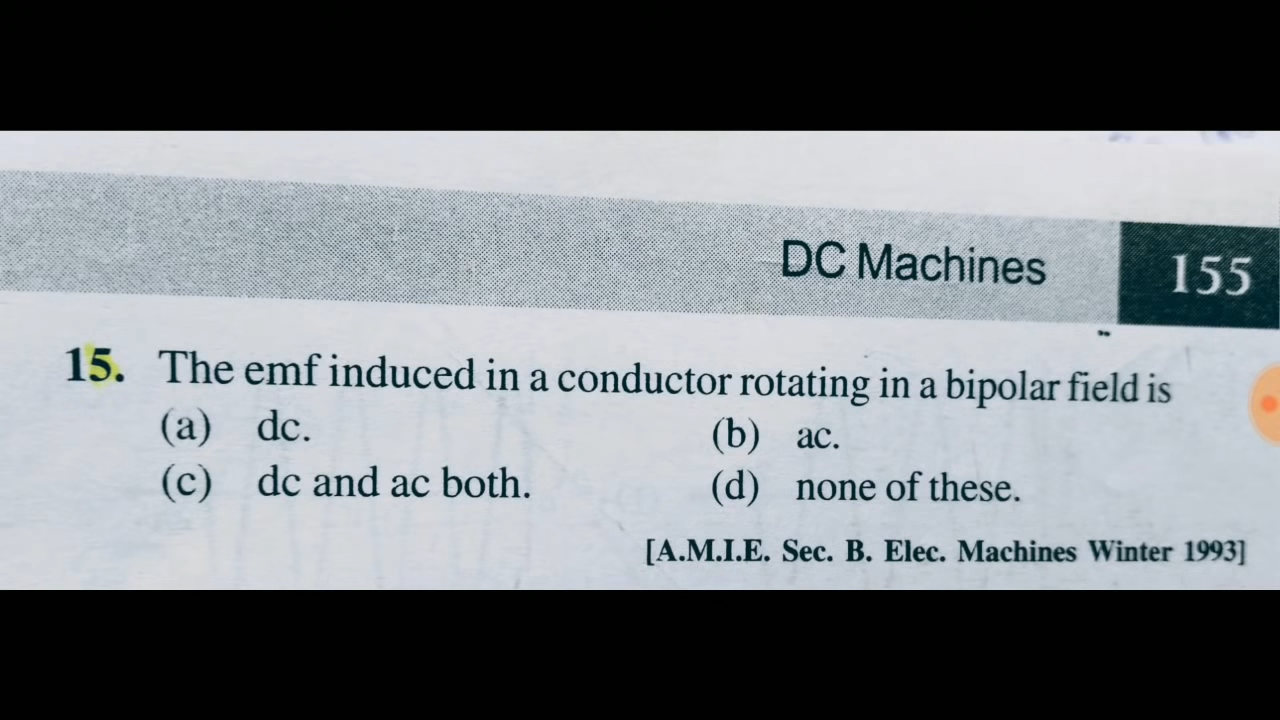 DC Machines 155
15. The emf induced in a conductor rotating in a bipolar field is
(a) dc. (b) ac.
(c) dc and ac both. (d) none of these.
[A.M.I.E. Sec. B. Elec. Machines Winter 1993]